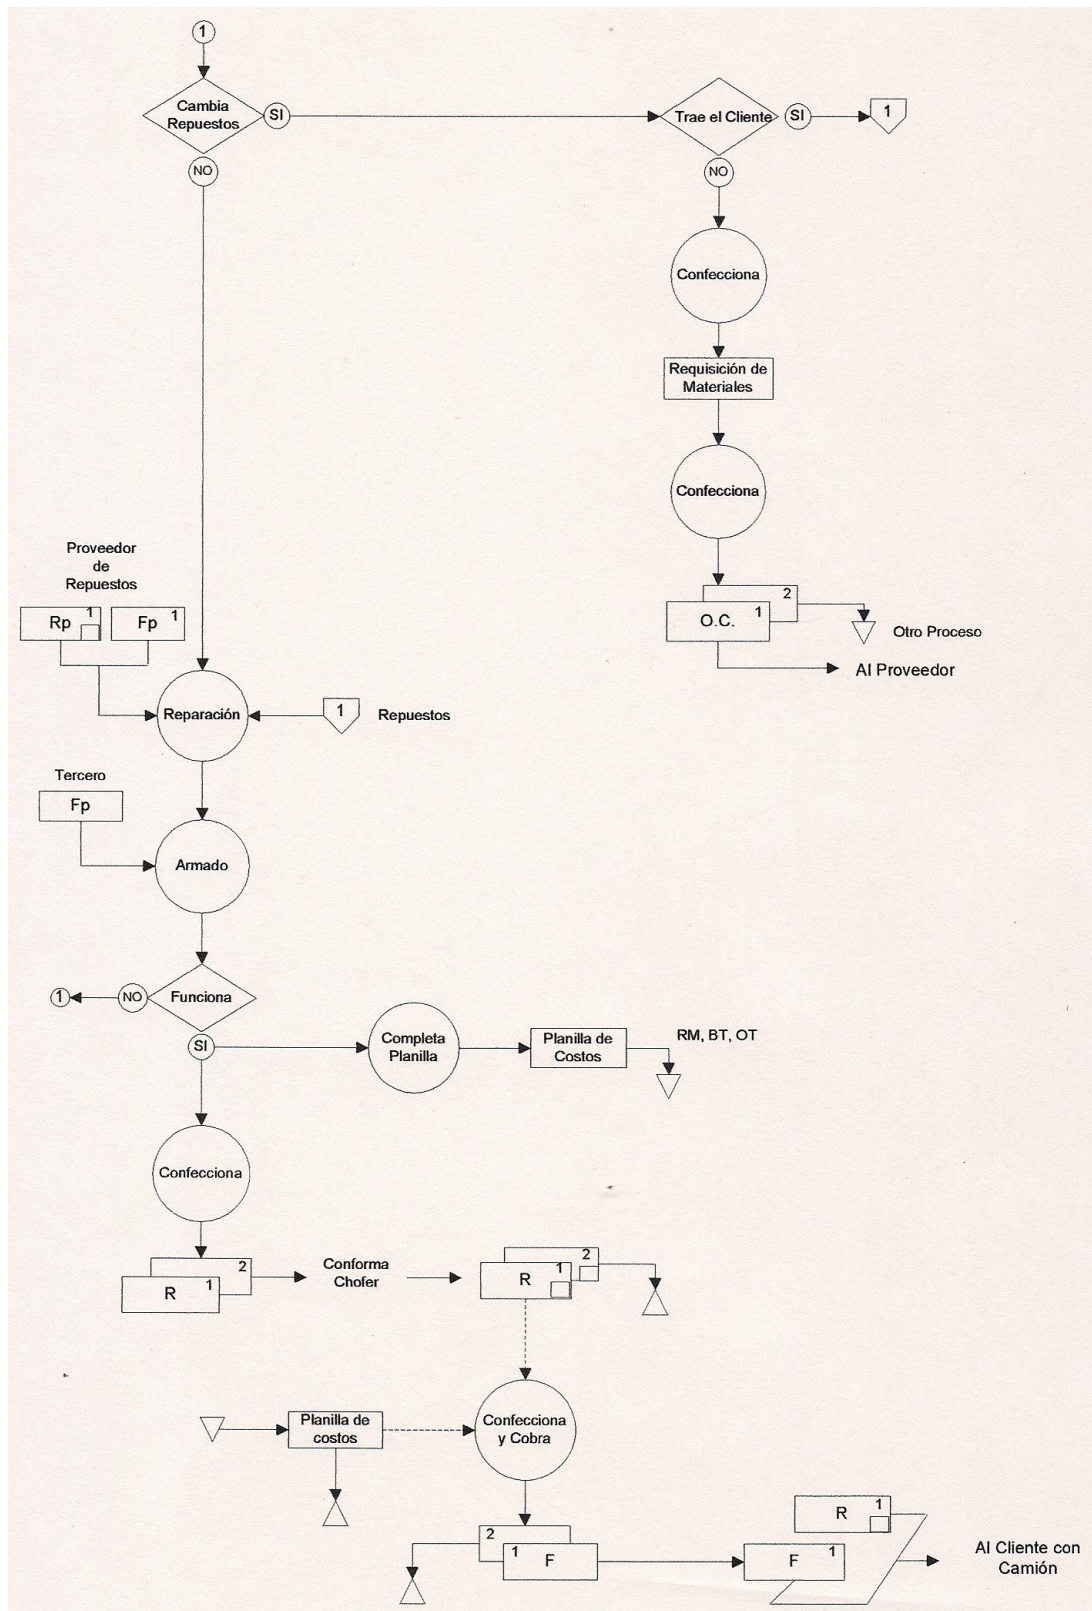 1
Cambia
Repuestos
SI
Trae el Cliente
SI
1
NO
NO
Confecciona
Requisición de
Materiales
Confecciona
Proveedor
de
Repuestos
2
O.C.
1
Otro Proceso
Al Proveedor
Rp
1
Fp
1
Reparación
1
Repuestos
Tercero
Fp
Armado
1
NO
Funciona
SI
Completa
Planilla
Planilla de
Costos
RM, BT, OT
Confecciona
2
R
1
Conforma
Chofer
2
R
1
Planilla de
costos
Confecciona
y Cobra
2
1
F
R
1
F
1
Al Cliente con
Camión